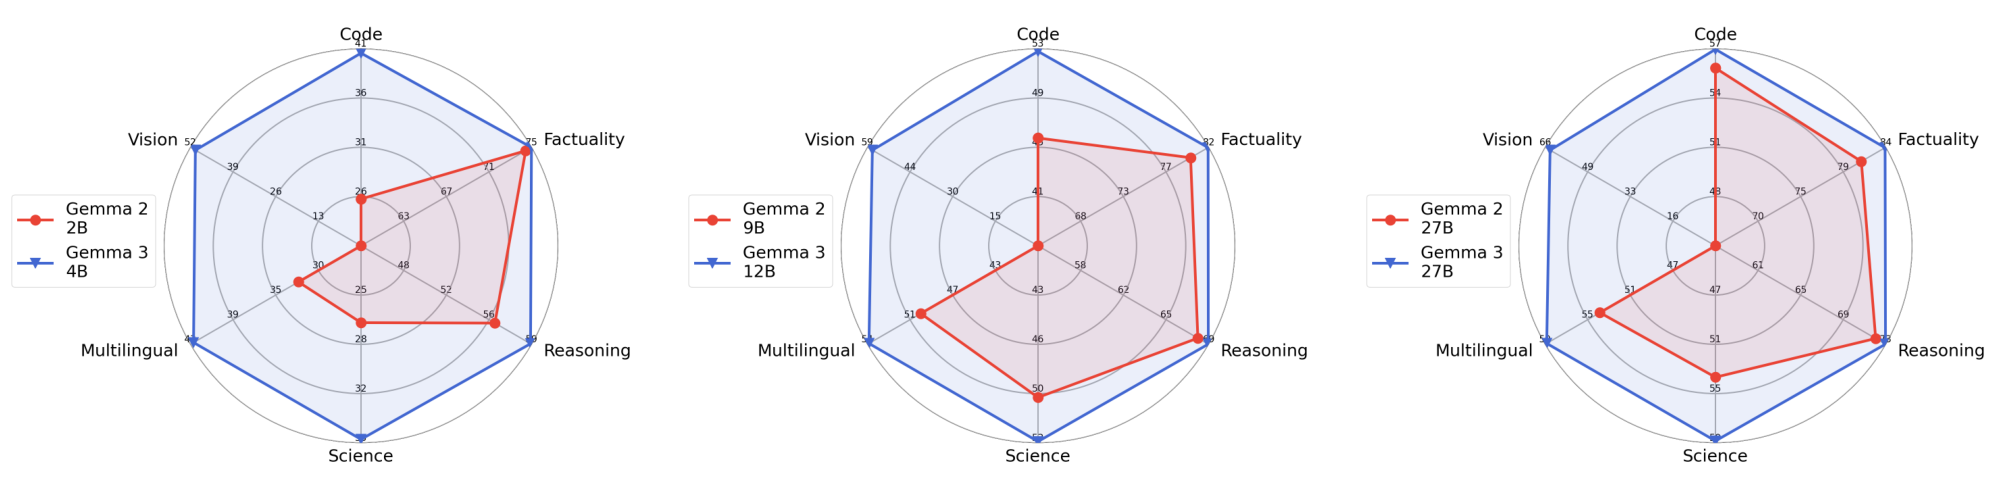 Code
41
36
31
26
Factuality
75
71
67
63
Vision
52
39
26
13
Gemma 2
2B
Gemma 3
4B
30
35
39
Multilingual
25
28
32
Science
48
52
56
59
Reasoning
Code
53
49
45
41
Factuality
82
77
73
68
Vision
59
44
30
15
Gemma 2
9B
Gemma 3
12B
43
47
51
Multilingual
43
46
50
Science
58
62
65
Reasoning
Code
57
54
51
48
Factuality
84
79
75
70
Vision
66
49
33
16
Gemma 2
27B
Gemma 3
27B
47
51
55
Multilingual
47
51
55
Science
61
65
69
Reasoning